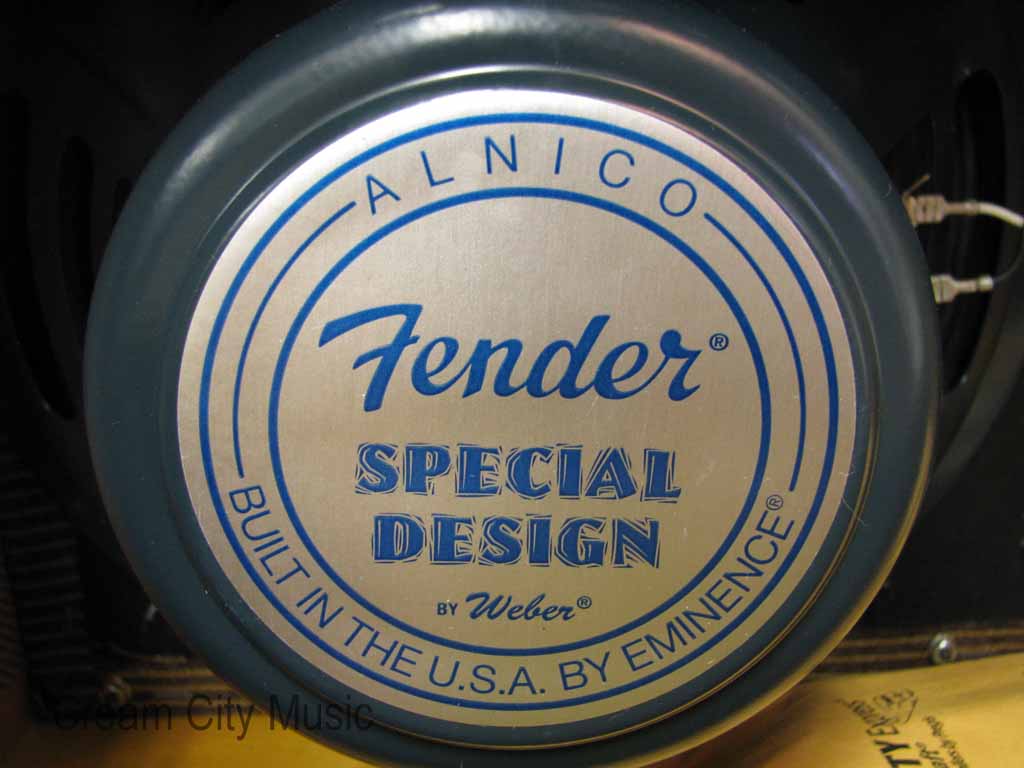 ALNICO
Fender®
SPECIAL
DESIGN
BY Weber®
BUILT IN THE U.S.A. BY EMINENCE®
Cream City Music